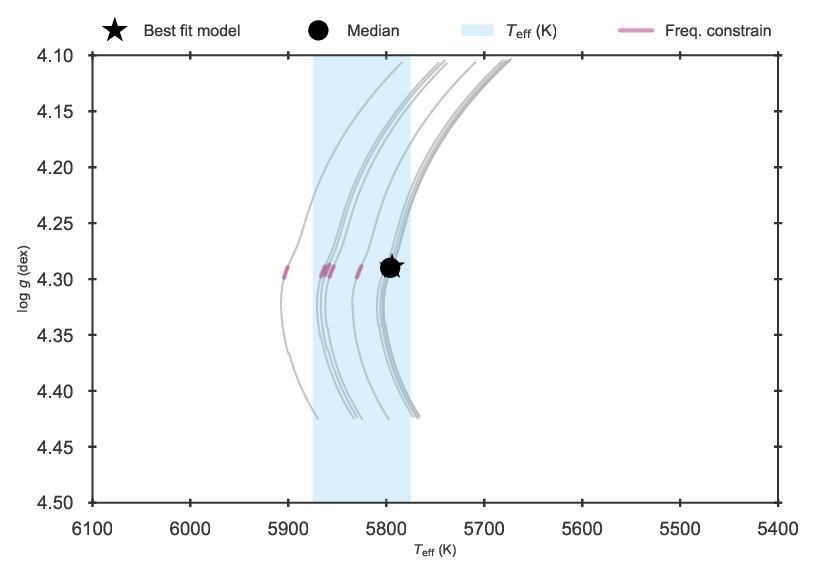 Best fit model Median Teff (K) Freq. constrain
4.10
4.15
4.20
4.25
4.30
4.35
4.40
4.45
4.50
log g (dex)
6100 6000 5900 5800 5700 5600 5500 5400
Teff (K)